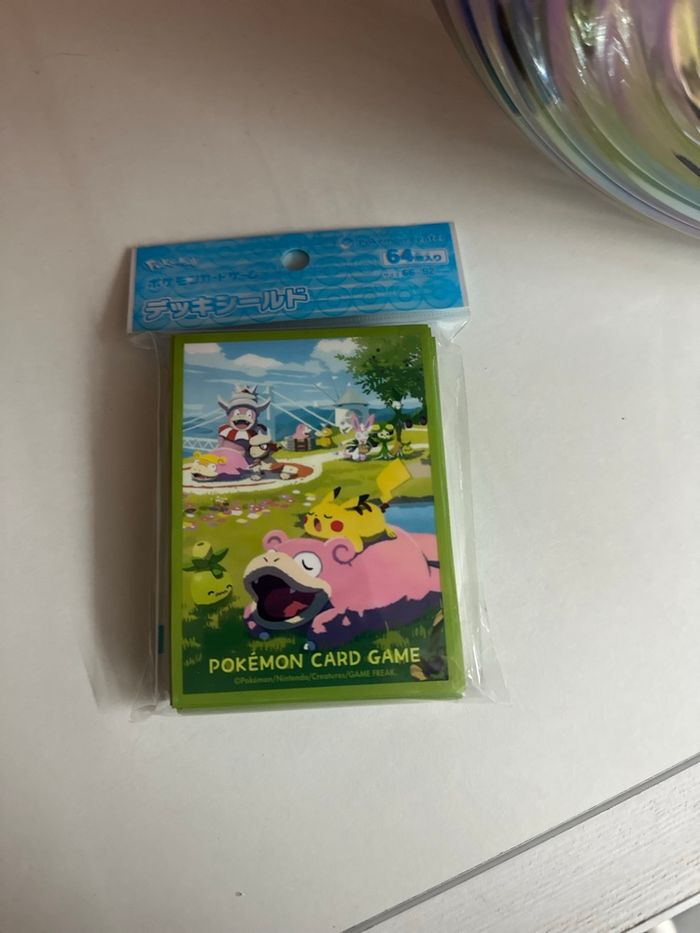 ポケモンカードゲーム
デッキシールド
64枚入り
POKÉMON CARD GAME
©Pokémon/Nintendo/Creatures/GAME FREAK.